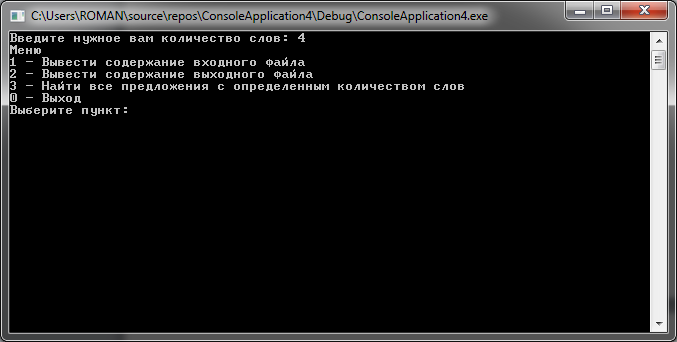 C:\Users\ROMAN\source\repos\ConsoleApplication4\Debug\ConsoleApplication4.exe
Введите нужное вам количество слов: 4
Меню
1 - Вывести содержание входного файла
2 - Вывести содержание выходного файла
3 - Найти все предложения с определенным количеством слов
0 - Выход
Выберите пункт: